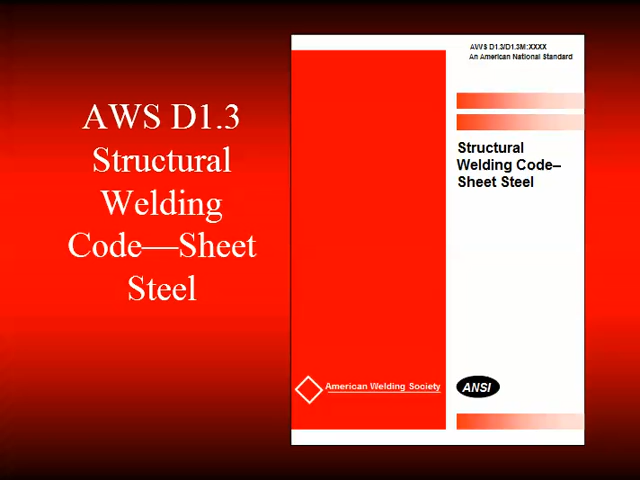 AWS D1.3
Structural
Welding
Code—Sheet
Steel
AWS D1.3/D1.3M:XXXX
An American National Standard
Structural
Welding Code–
Sheet Steel
American Welding Society
ANSI